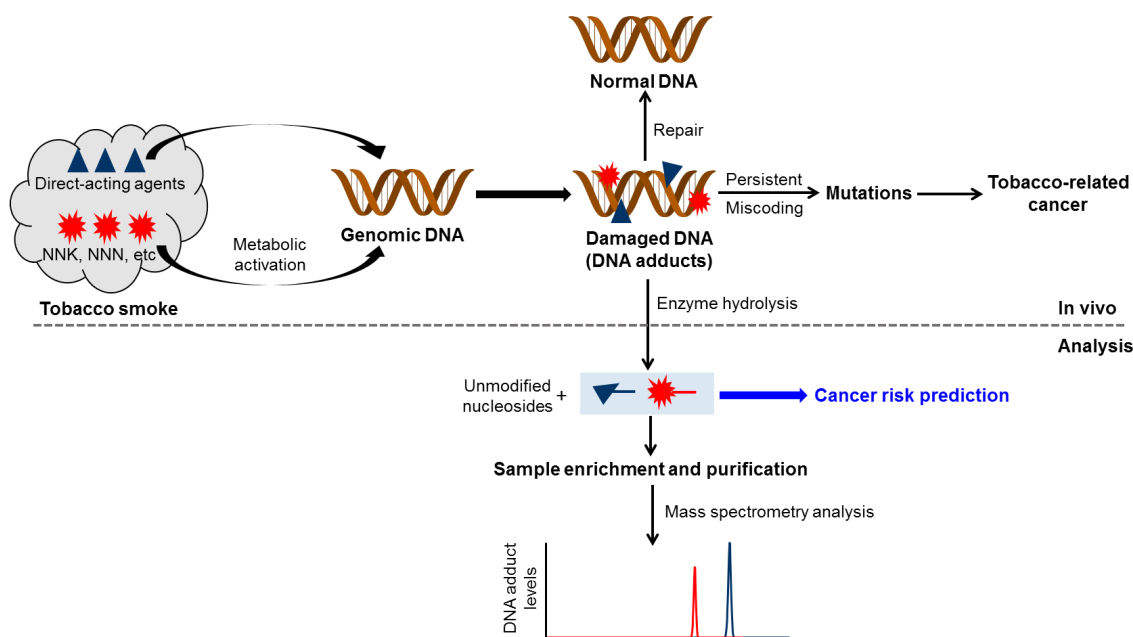 Normal DNA
Repair
Direct-acting agents
NNK, NNN, etc
Tobacco smoke
Metabolic
activation
Genomic DNA
Damaged DNA
(DNA adducts)
Persistent
Miscoding
Mutations
Tobacco-related
cancer
Enzyme hydrolysis
In vivo
Analysis
Unmodified
nucleosides +
Cancer risk prediction
Sample enrichment and purification
Mass spectrometry analysis
DNA adduct
levels